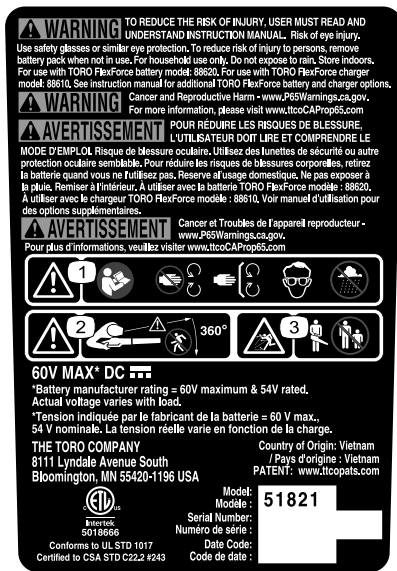 WARNING TO REDUCE THE RISK OF INJURY, USER MUST READ AND
UNDERSTAND INSTRUCTION MANUAL. Risk of eye injury.
Use safety glasses or similar eye protection. To reduce risk of injury to persons, remove
battery pack when not in use. For household use only. Do not expose to rain. Store indoors.
For use with TORO FlexForce battery model: 88620. For use with TORO FlexForce charger
model: 88610. See instruction manual for additional TORO FlexForce battery and charger options.
WARNING Cancer and Reproductive Harm - www.P65Warnings.ca.gov.
For more information, please visit www.ttcoCAProp65.com
AVERTISSEMENT POUR RÉDUIRE LES RISQUES DE BLESSURE,
L'UTILISATEUR DOIT LIRE ET COMPRENDRE LE
MODE D'EMPLOI. Risque de blessure oculaire. Utilisez des lunettes de sécurité ou autre
protection oculaire semblable. Pour réduire les risques de blessures corporelles, retirez
la batterie quand vous ne l'utilisez pas. Reserve al'usage domestique. Ne pas exposer à
la pluie. Remiser à l'intérieur. À utiliser avec la batterie TORO FlexForce modèle : 88620.
À utiliser avec le chargeur TORO FlexForce modèle : 88610. Voir manuel d'utilisation pour
des options supplémentaires.
AVERTISSEMENT Cancer et Troubles de l'appareil reproducteur -
www.P65Warnings.ca.gov.
Pour plus d'informations, veuillez visiter www.ttcoCAProp65.com
1
2 360° 3
60V MAX* DC
*Battery manufacturer rating = 60V maximum & 54V rated.
Actual voltage varies with load.
*Tension indiquée par le fabricant de la batterie = 60 V max.,
54 V nominale. La tension réelle varie en fonction de la charge.
THE TORO COMPANY
8111 Lyndale Avenue South
Bloomington, MN 55420-1196 USA
Country of Origin: Vietnam
/ Pays d'origine : Vietnam
PATENT: www.ttcopats.com
c ETL us
Intertek
5018666
Conforms to UL STD 1017
Certified to CSA STD C22.2 #243
Model: 51821
Modèle :
Serial Number:
Numéro de série :
Date Code:
Code de date :